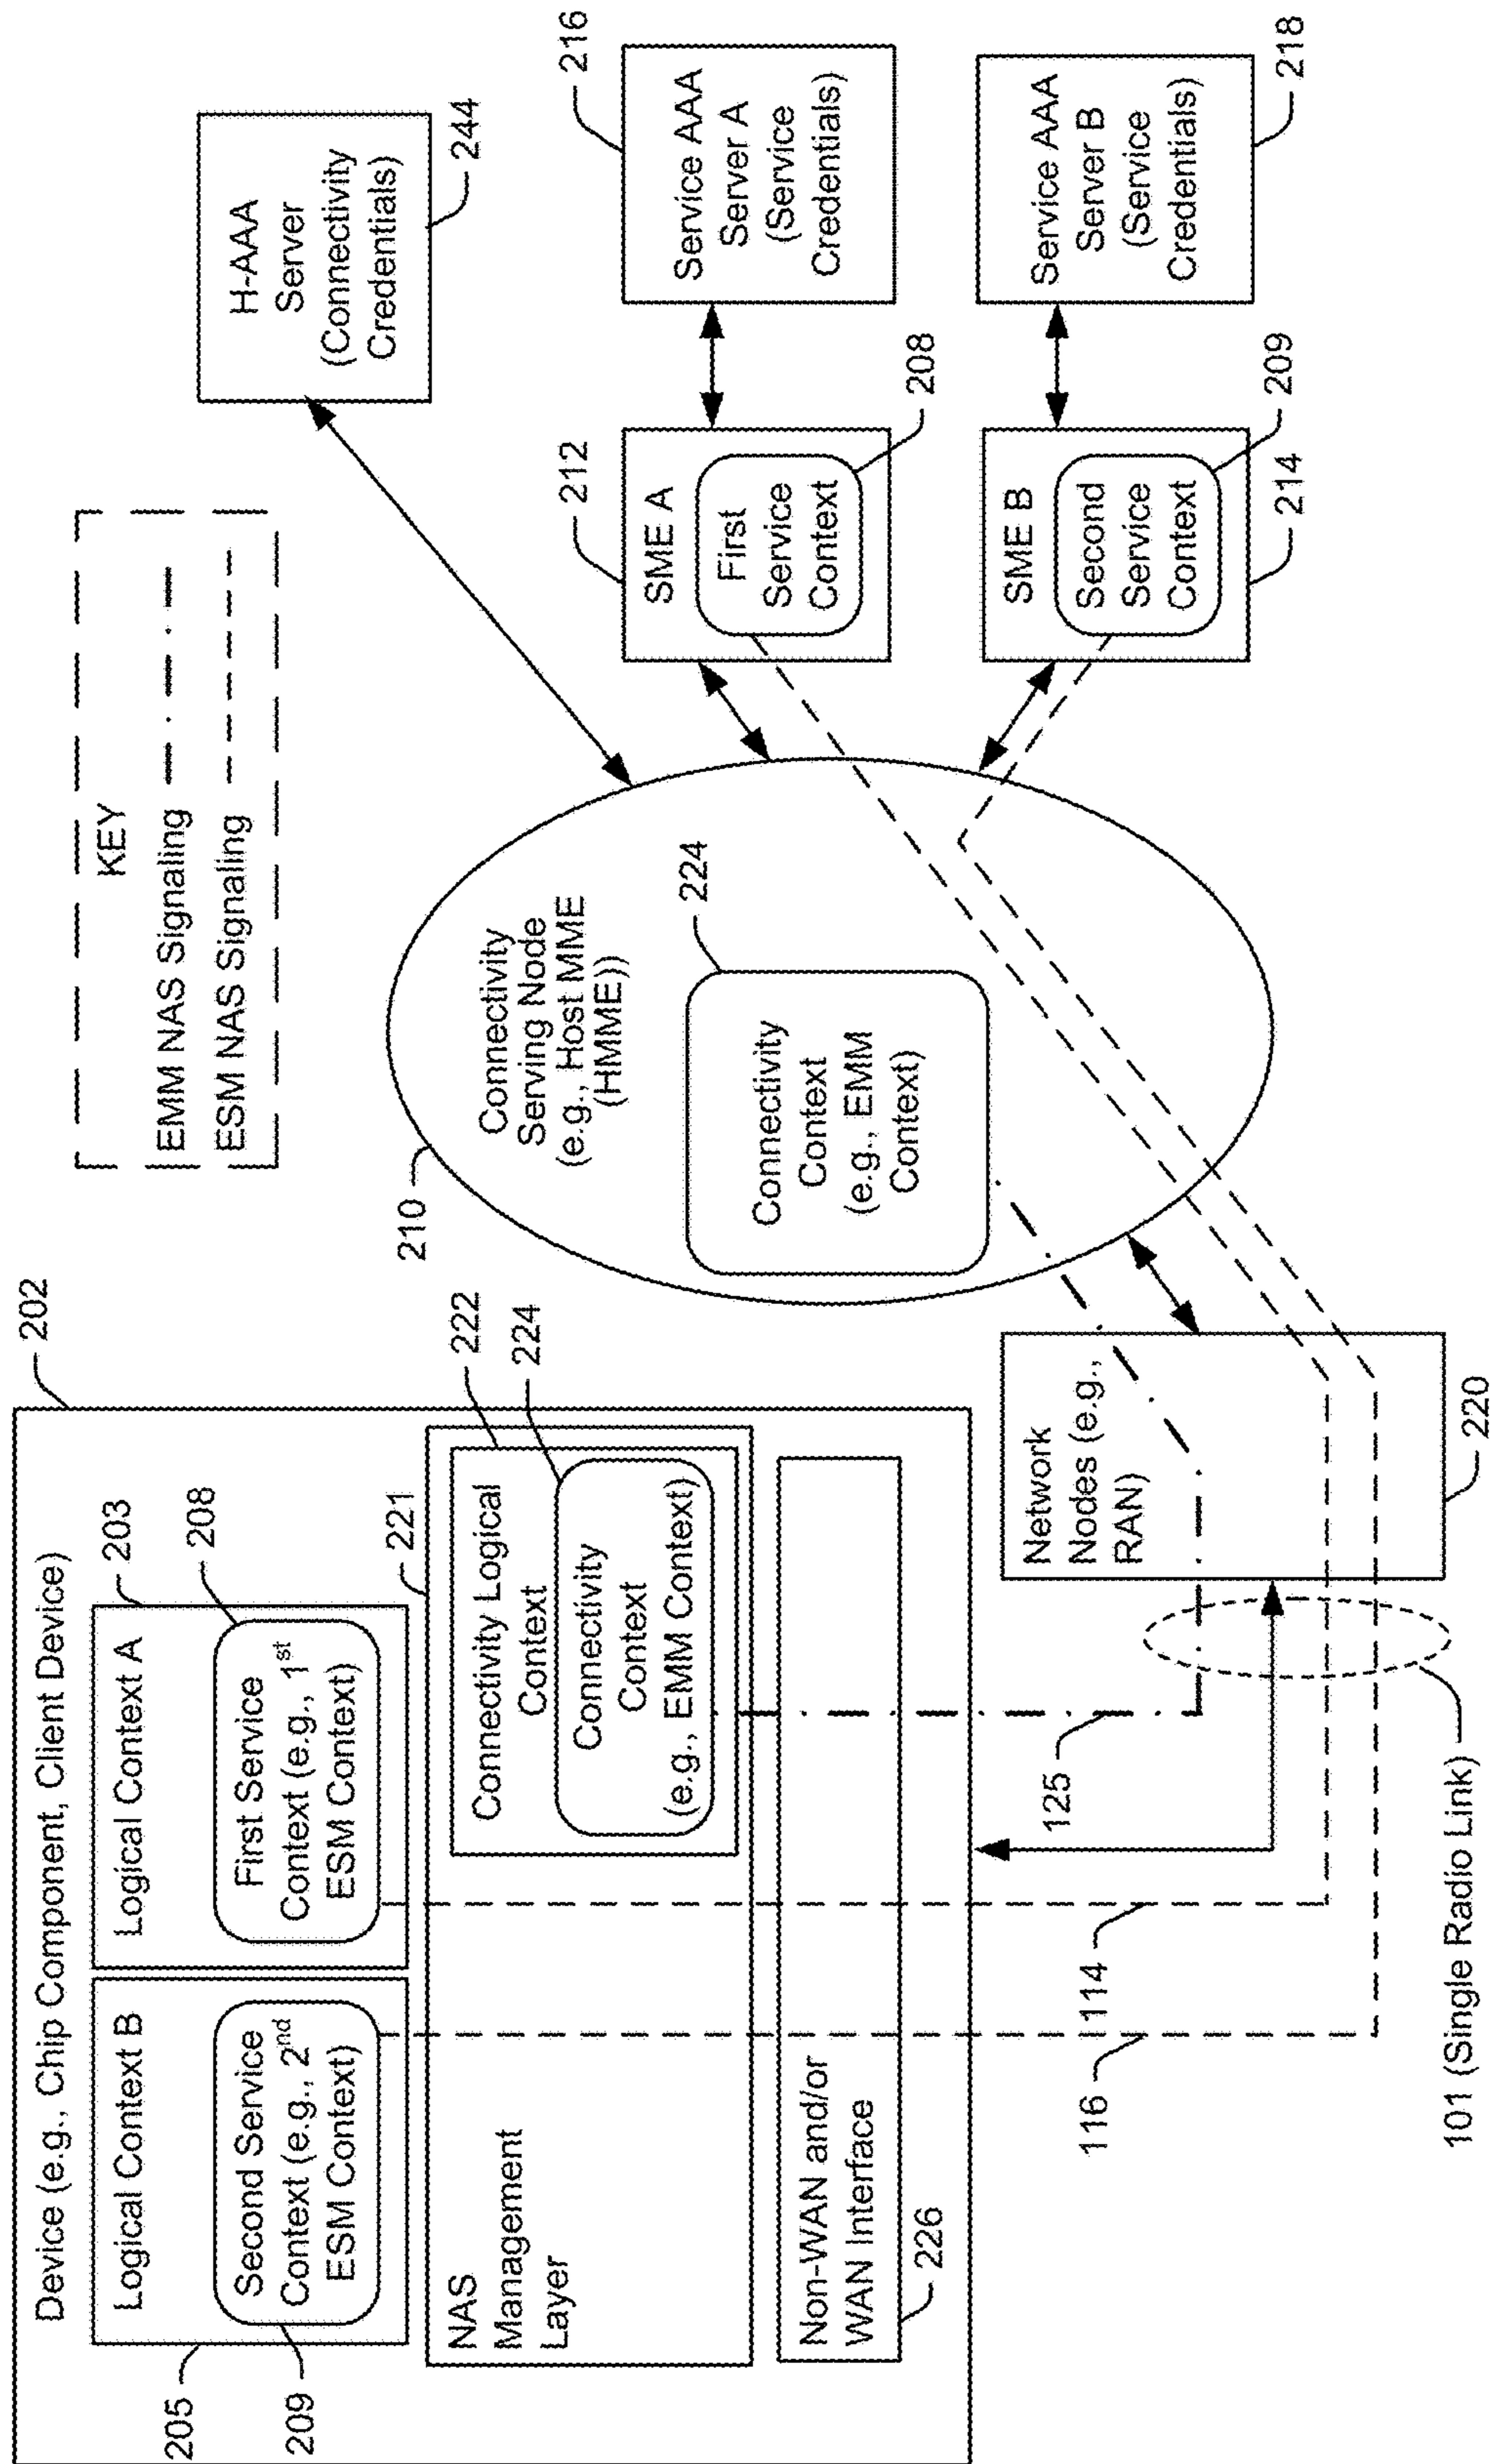 Device (e.g., Chip Component, Client Device)
202
Logical Context B
Second Service
Context (e.g., 2nd
ESM Context)
205
209
Logical Context A
First Service
Context (e.g., 1st
ESM Context)
203
208
221
NAS
Management
Layer
Connectivity Logical
Context
222
Connectivity
Context
(e.g., EMM Context)
224
Non-WAN and/or
WAN Interface
226
116
114
125
101 (Single Radio Link)
Network
Nodes (e.g.,
RAN)
220
KEY
EMM NAS Signaling
ESM NAS Signaling
210
Connectivity
Serving Node
(e.g., Host MME
(HMME))
Connectivity
Context
(e.g., EMM
Context)
224
H-AAA
Server
(Connectivity
Credentials)
244
212
SME A
First
Service
Context
208
216
Service AAA
Server A
(Service
Credentials)
SME B
Second
Service
Context
209
214
Service AAA
Server B
(Service
Credentials)
218